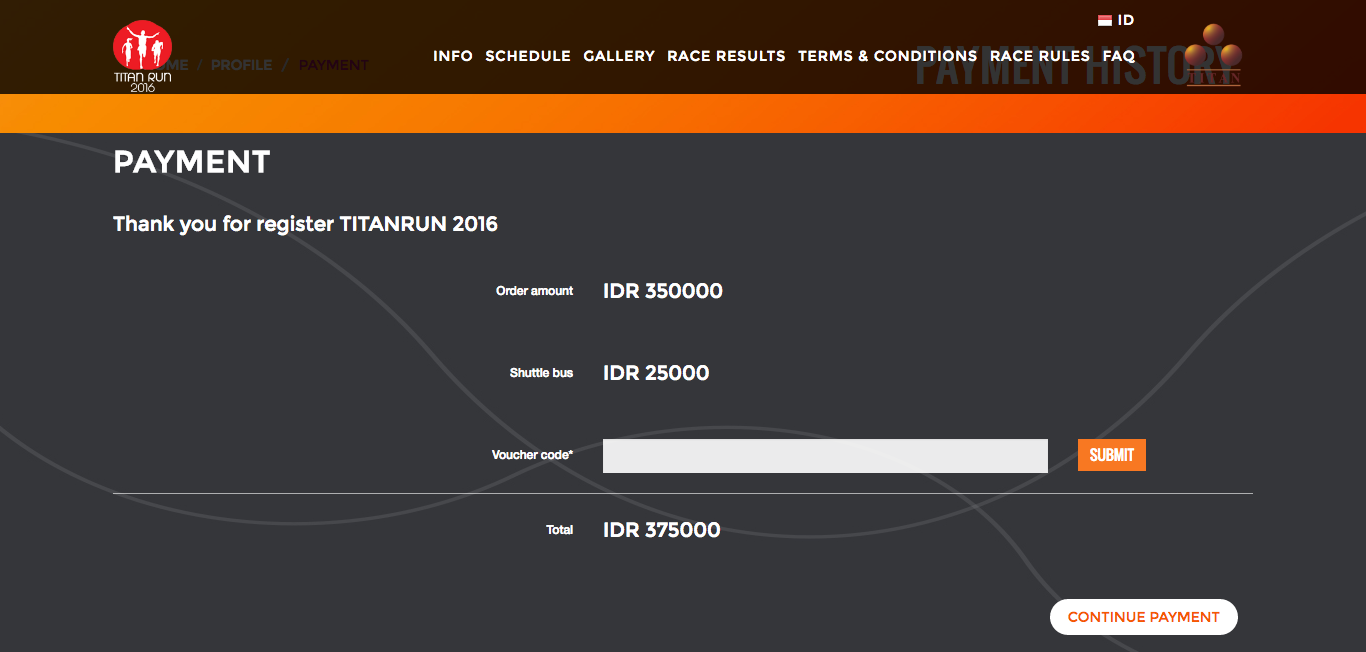 ID
TITAN RUN
2016
ME / PROFILE / PAYMENT
INFO SCHEDULE GALLERY RACE RESULTS TERMS & CONDITIONS RACE RULES FAQ
PAYMENT HISTORY
TITAN
PAYMENT
Thank you for register TITANRUN 2016
Order amount IDR 350000
Shuttle bus IDR 25000
Voucher code* SUBMIT
Total IDR 375000
CONTINUE PAYMENT